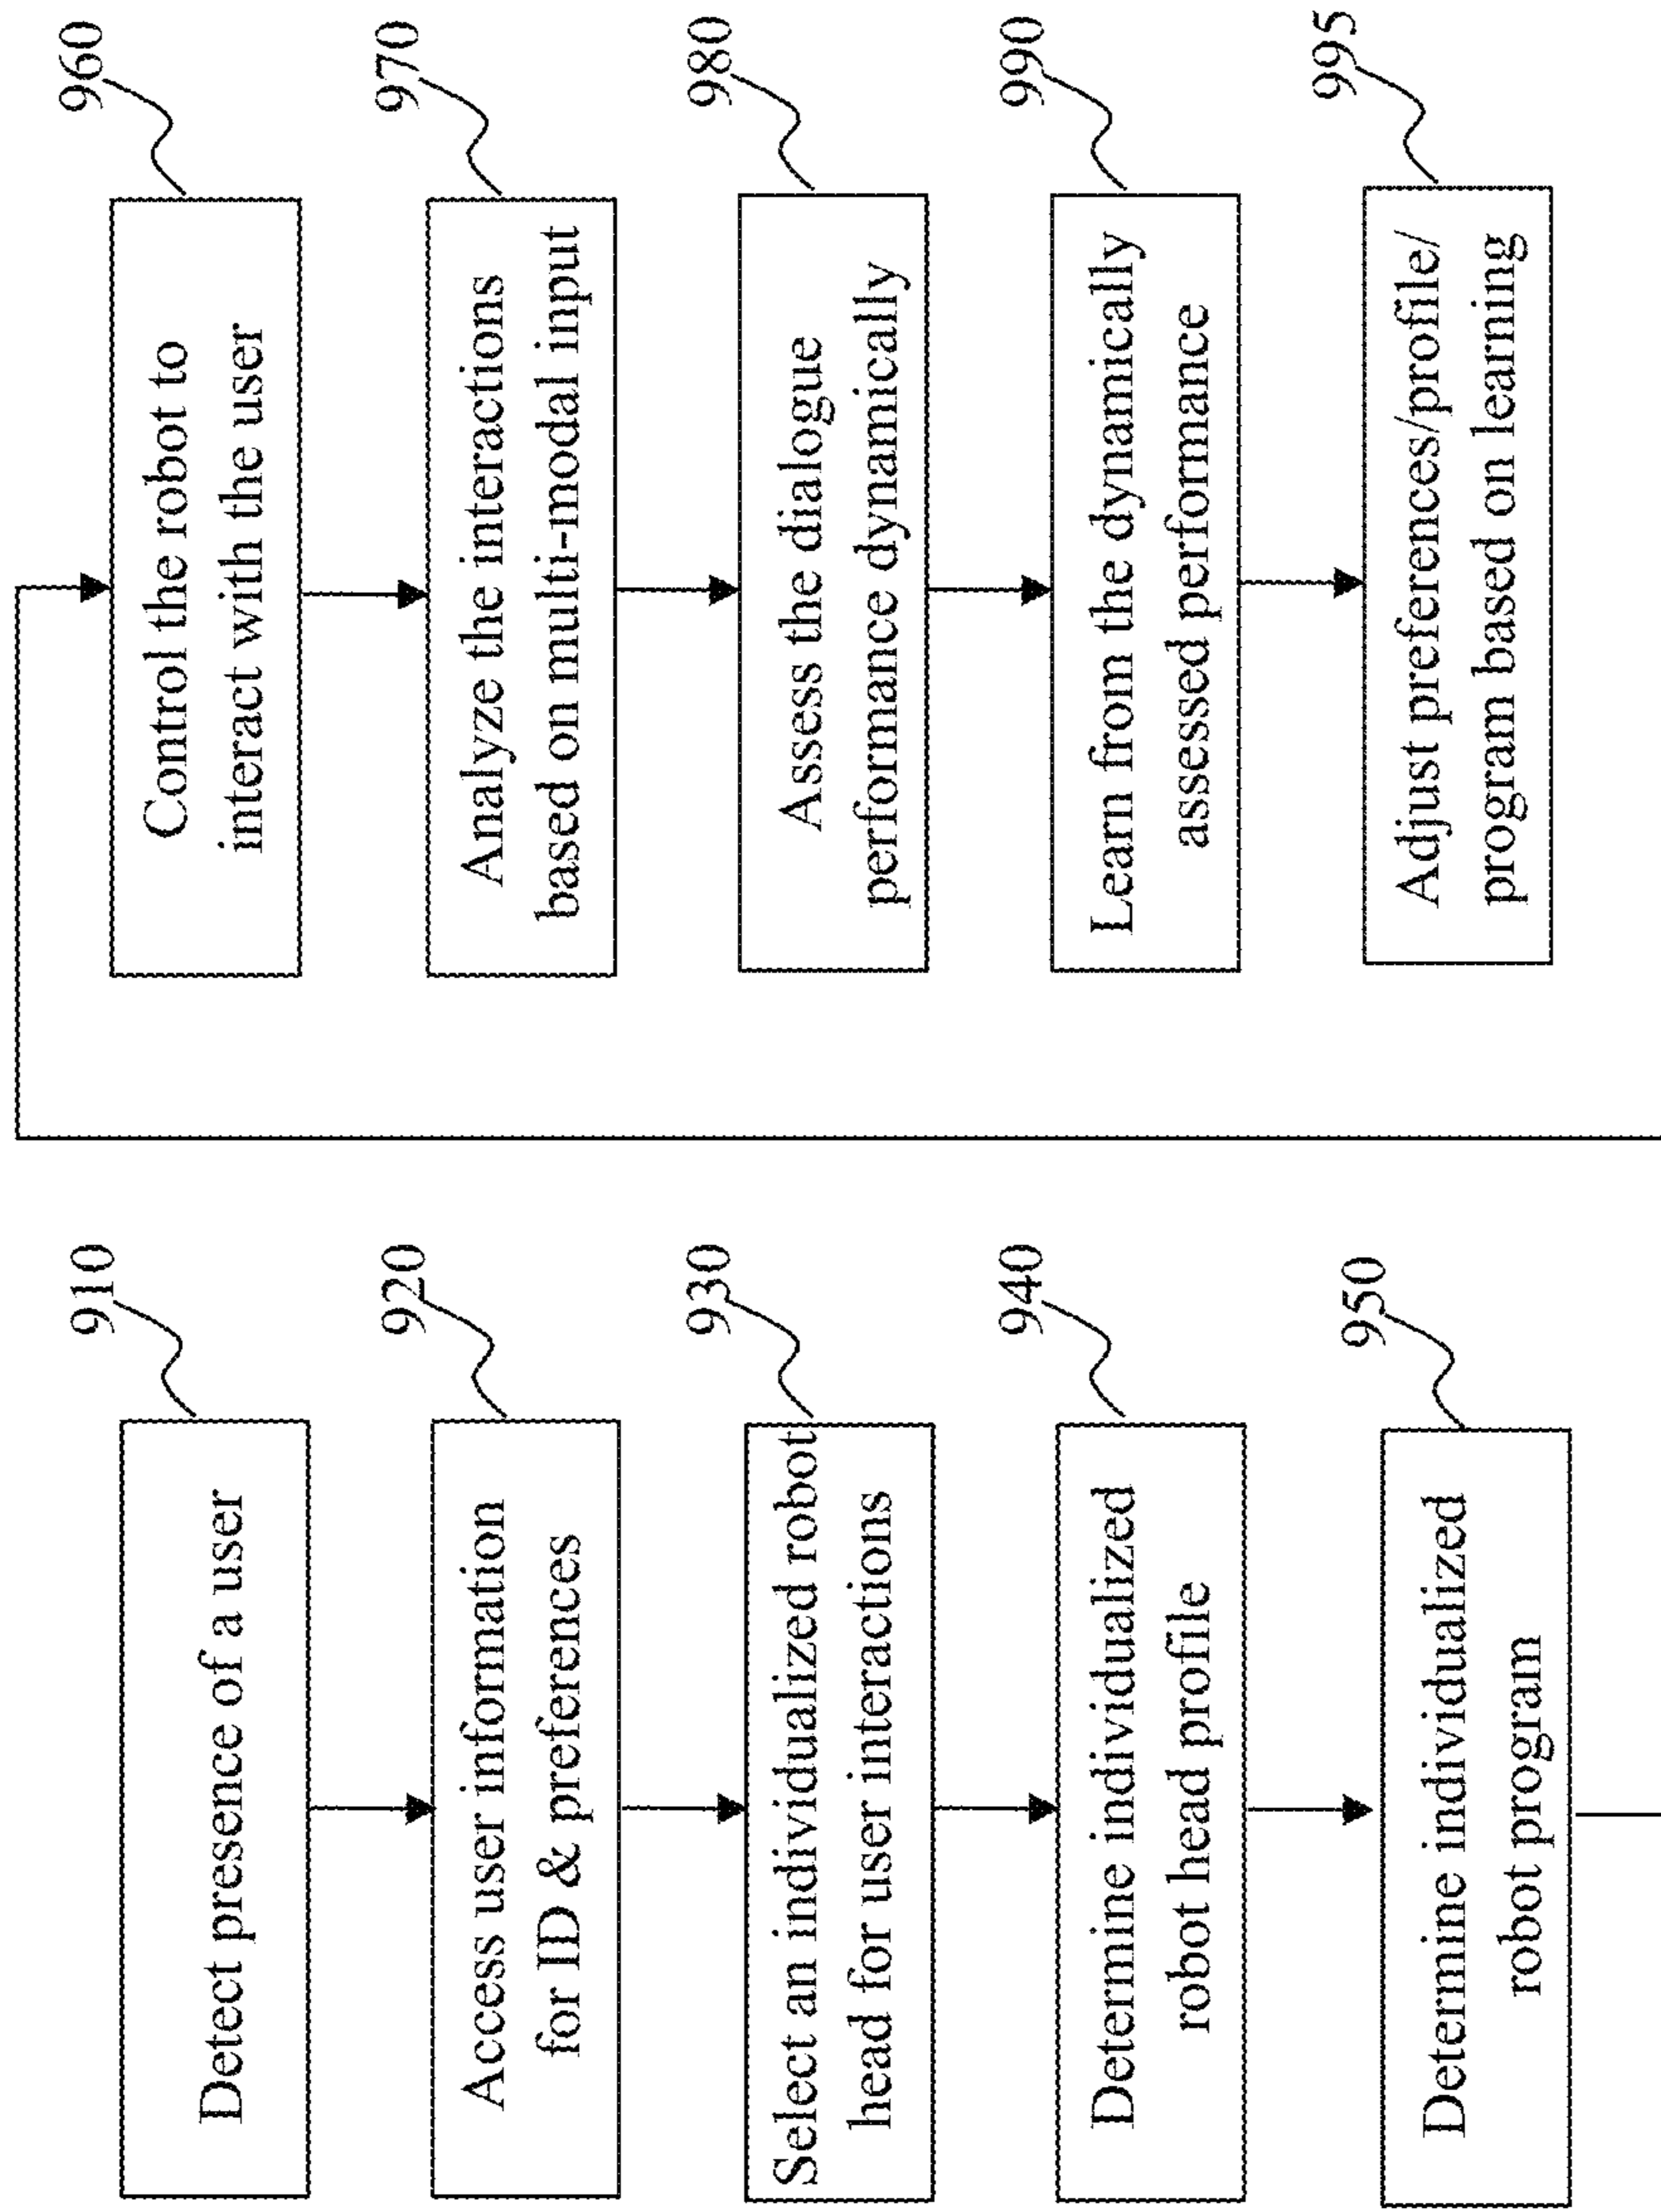 910
Detect presence of a user
920
Access user information
for ID & preferences
930
Select an individualized robot
head for user interactions
940
Determine individualized
robot head profile
950
Determine individualized
robot program
960
Control the robot to
interact with the user
970
Analyze the interactions
based on multi-modal input
980
Assess the dialogue
performance dynamically
990
Learn from the dynamically
assessed performance
995
Adjust preferences/profile/
program based on learning